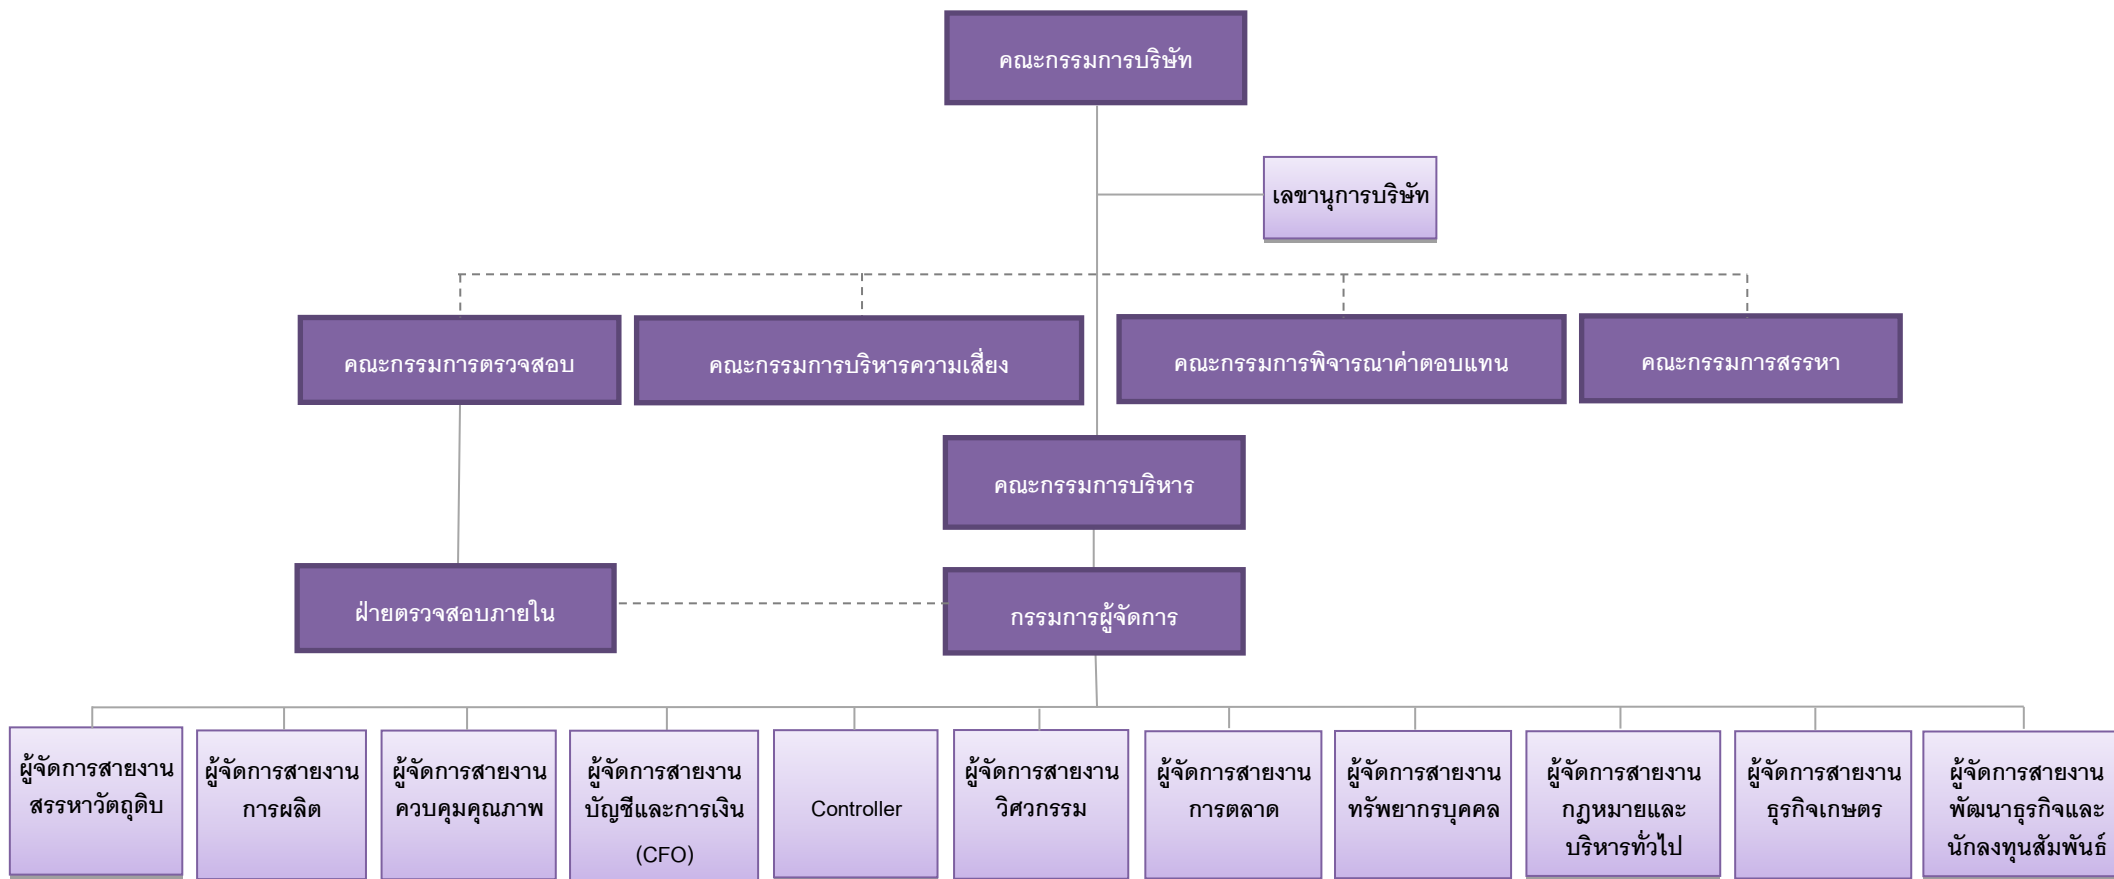 คณะกรรมการบริษัท
เลขานุการบริษัท
คณะกรรมการตรวจสอบ
คณะกรรมการบริหารความเสี่ยง
คณะกรรมการพิจารณาค่าตอบแทน
คณะกรรมการสรรหา
คณะกรรมการบริหาร
ฝ่ายตรวจสอบภายใน
กรรมการผู้จัดการ
ผู้จัดการสายงาน
สรรหาวัตถุดิบ
ผู้จัดการสายงาน
การผลิต
ผู้จัดการสายงาน
ควบคุมคุณภาพ
ผู้จัดการสายงาน
บัญชีและการเงิน
(CFO)
Controller
ผู้จัดการสายงาน
วิศวกรรม
ผู้จัดการสายงาน
การตลาด
ผู้จัดการสายงาน
ทรัพยากรบุคคล
ผู้จัดการสายงาน
กฎหมายและ
บริหารทั่วไป
ผู้จัดการสายงาน
ธุรกิจเกษตร
ผู้จัดการสายงาน
พัฒนาธุรกิจและ
นักลงทุนสัมพันธ์